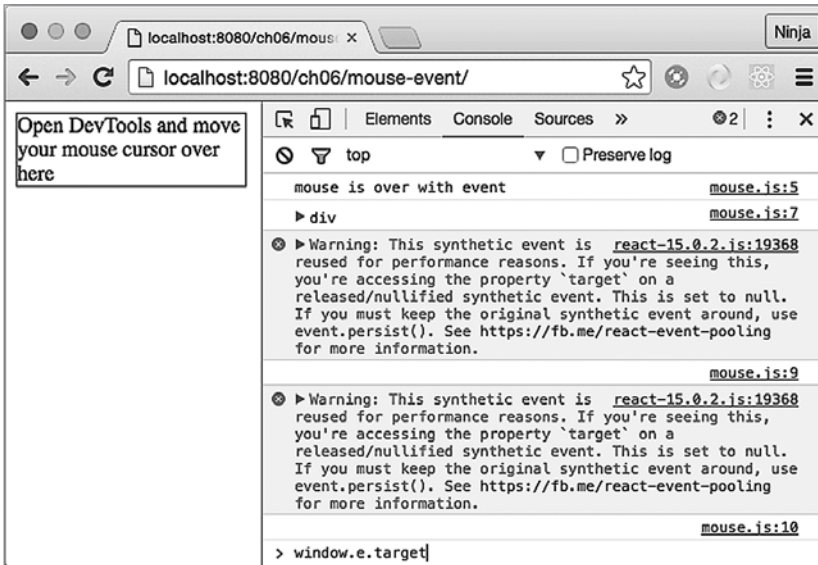 localhost:8080/ch06/mous
Ninja
localhost:8080/ch06/mouse-event/
Open DevTools and move
your mouse cursor over
here
Elements Console Sources » 2
top Preserve log
mouse is over with event mouse.js:5
div mouse.js:7
Warning: This synthetic event is react-15.0.2.js:19368
reused for performance reasons. If you're seeing this,
you're accessing the property `target` on a
released/nullified synthetic event. This is set to null.
If you must keep the original synthetic event around, use
event.persist(). See https://fb.me/react-event-pooling
for more information.
mouse.js:9
Warning: This synthetic event is react-15.0.2.js:19368
reused for performance reasons. If you're seeing this,
you're accessing the property `target` on a
released/nullified synthetic event. This is set to null.
If you must keep the original synthetic event around, use
event.persist(). See https://fb.me/react-event-pooling
for more information.
mouse.js:10
> window.e.target